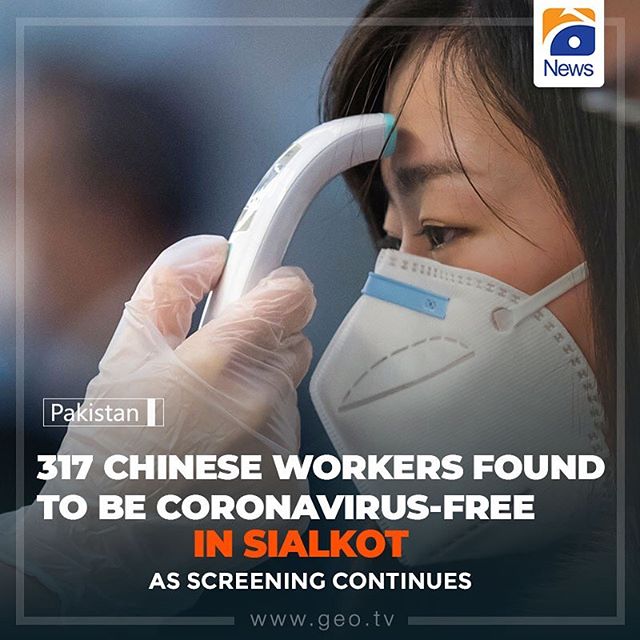 News
Pakistan
317 CHINESE WORKERS FOUND
TO BE CORONAVIRUS-FREE
IN SIALKOT
AS SCREENING CONTINUES
www.geo.tv